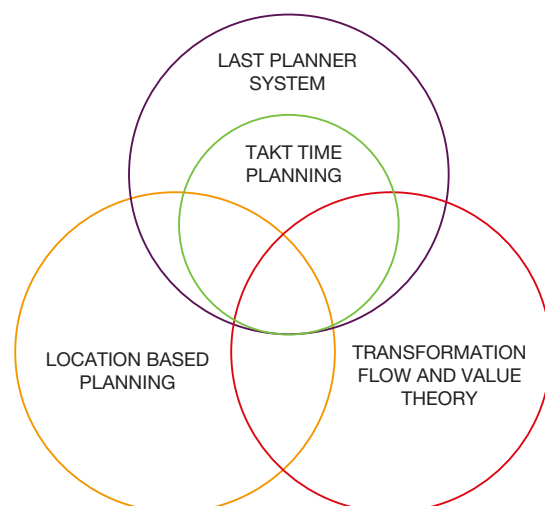 LAST PLANNER
SYSTEM
TAKT TIME
PLANNING
LOCATION BASED
PLANNING
TRANSFORMATION
FLOW AND VALUE
THEORY